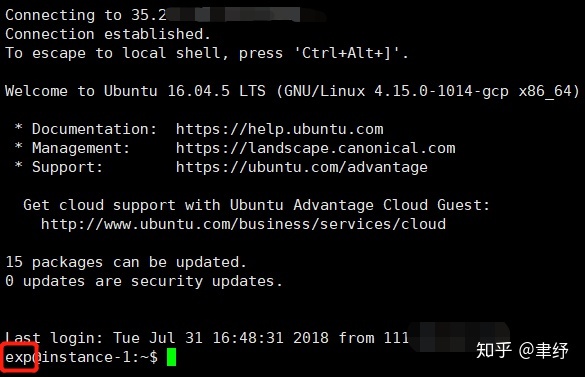 Connecting to 35.2
Connection established.
To escape to local shell, press 'Ctrl+Alt+]'.
Welcome to Ubuntu 16.04.5 LTS (GNU/Linux 4.15.0-1014-gcp x86_64)
* Documentation:  https://help.ubuntu.com
* Management:     https://landscape.canonical.com
* Support:        https://ubuntu.com/advantage
Get cloud support with Ubuntu Advantage Cloud Guest:
http://www.ubuntu.com/business/services/cloud
15 packages can be updated.
0 updates are security updates.
Last login: Tue Jul 31 16:48:31 2018 from 111
exp@instance-1:~$
知乎 @聿纾